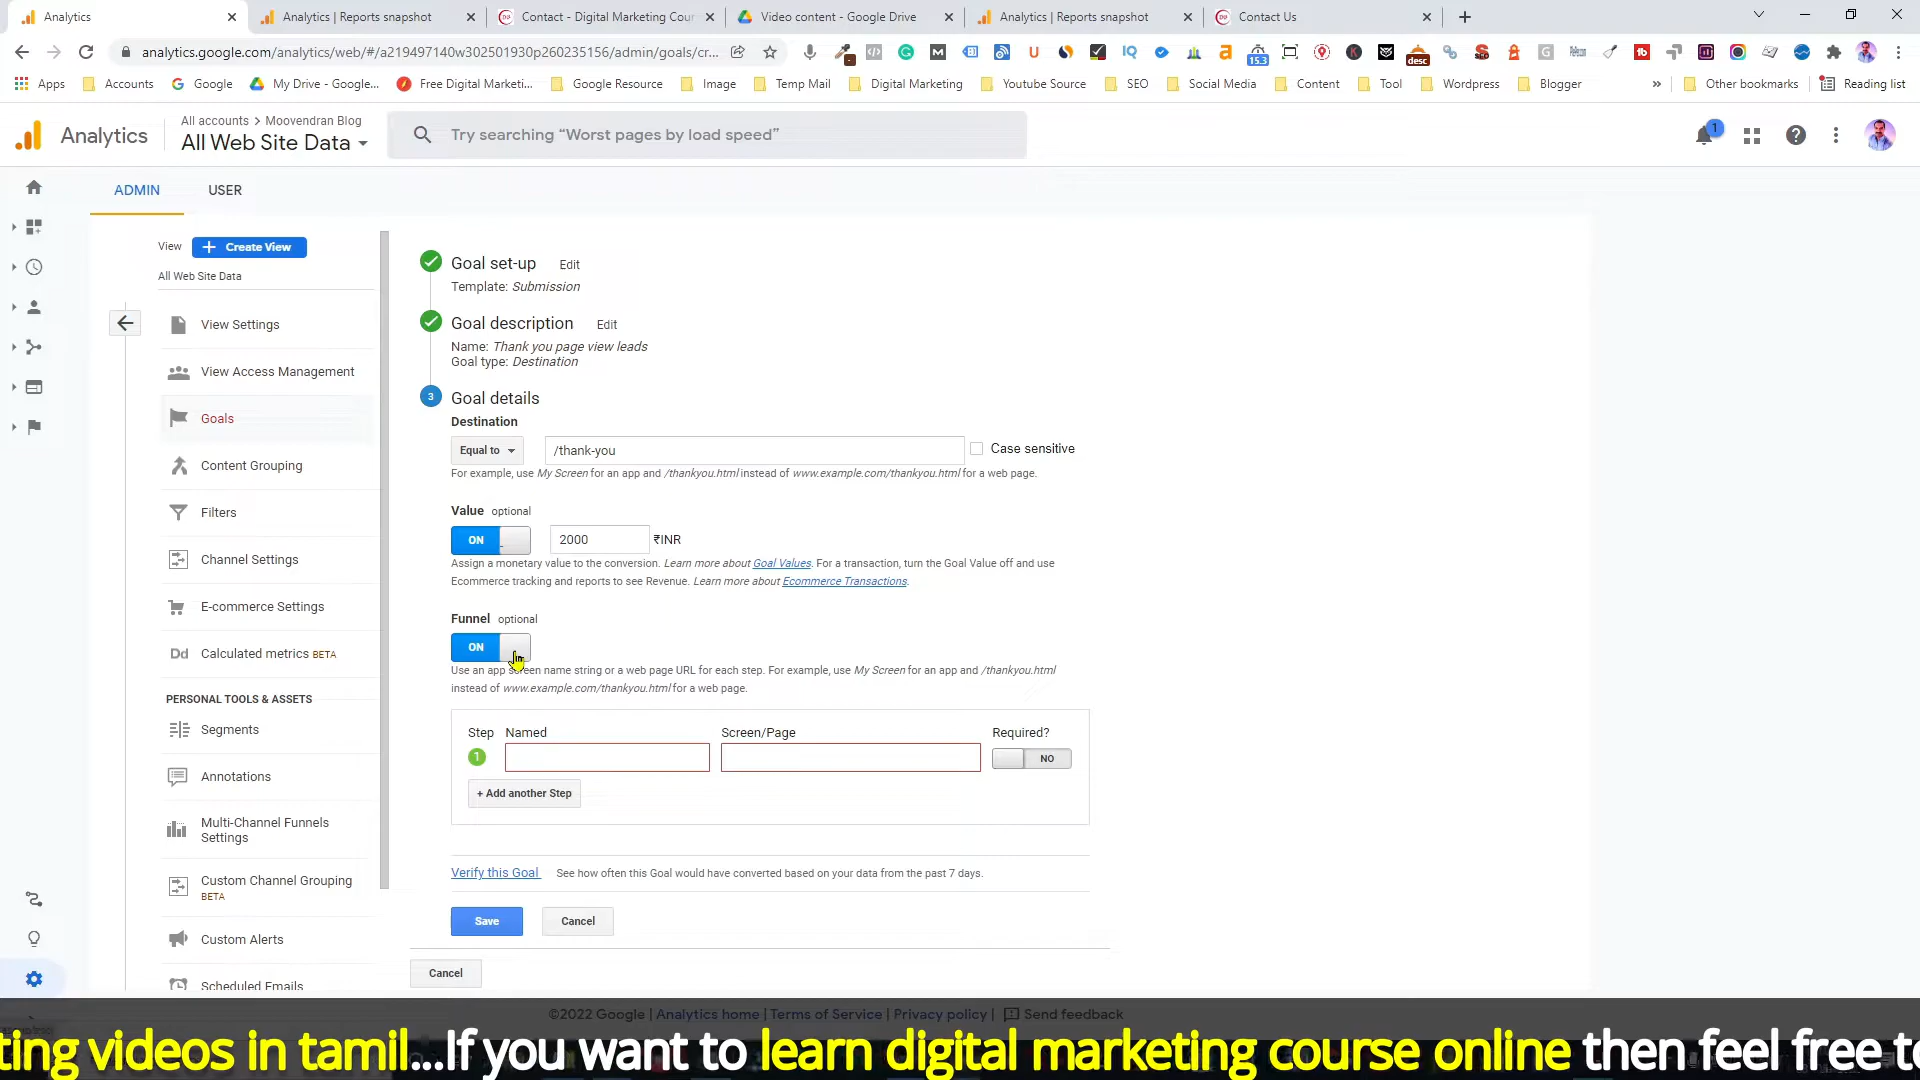 Analytics
Analytics | Reports snapshot
Contact - Digital Marketing Cour
Video content - Google Drive
Analytics | Reports snapshot
Contact Us
analytics.google.com/analytics/web/#/a219497140w302501930p260235156/admin/goals/cr...
15.3
desc
Apps
Accounts
Google
My Drive - Google...
Free Digital Marketi...
Google Resource
Image
Temp Mail
Digital Marketing
Youtube Source
SEO
Social Media
Content
Tool
Wordpress
Blogger
»
Other bookmarks
Reading list
Analytics
All accounts > Moovendran Blog
All Web Site Data
Try searching “Worst pages by load speed”
1
ADMIN
USER
View
+ Create View
All Web Site Data
View Settings
View Access Management
Goals
Content Grouping
Filters
Channel Settings
E-commerce Settings
Dd Calculated metrics BETA
PERSONAL TOOLS & ASSETS
Segments
Annotations
Multi-Channel Funnels
Settings
Custom Channel Grouping
BETA
Custom Alerts
Scheduled Emails
Goal set-up Edit
Template: Submission
Goal description Edit
Name: Thank you page view leads
Goal type: Destination
3 Goal details
Destination
Equal to
/thank-you
Case sensitive
For example, use My Screen for an app and /thankyou.html instead of www.example.com/thankyou.html for a web page.
Value optional
ON
2000
₹INR
Assign a monetary value to the conversion. Learn more about Goal Values. For a transaction, turn the Goal Value off and use
Ecommerce tracking and reports to see Revenue. Learn more about Ecommerce Transactions.
Funnel optional
ON
Use an app screen name string or a web page URL for each step. For example, use My Screen for an app and /thankyou.html
instead of www.example.com/thankyou.html for a web page.
Step Named Screen/Page Required?
1
NO
+ Add another Step
Verify this Goal See how often this Goal would have converted based on your data from the past 7 days.
Save
Cancel
Cancel
©2022 Google | Analytics home | Terms of Service | Privacy policy | Send feedback
ting videos in tamil...If you want to learn digital marketing course online then feel free to